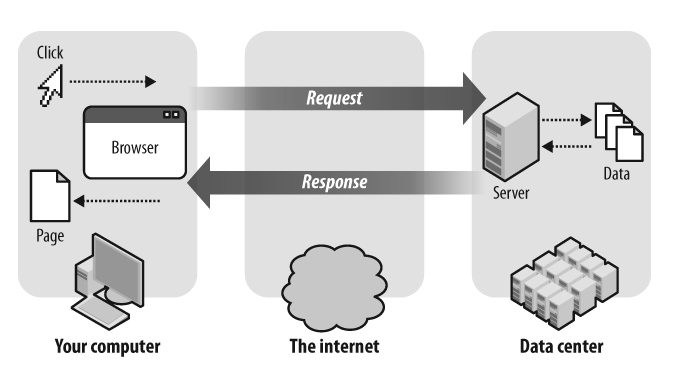 Click
Request
Browser
Response
Server
Data
Page
Your computer
The internet
Data center